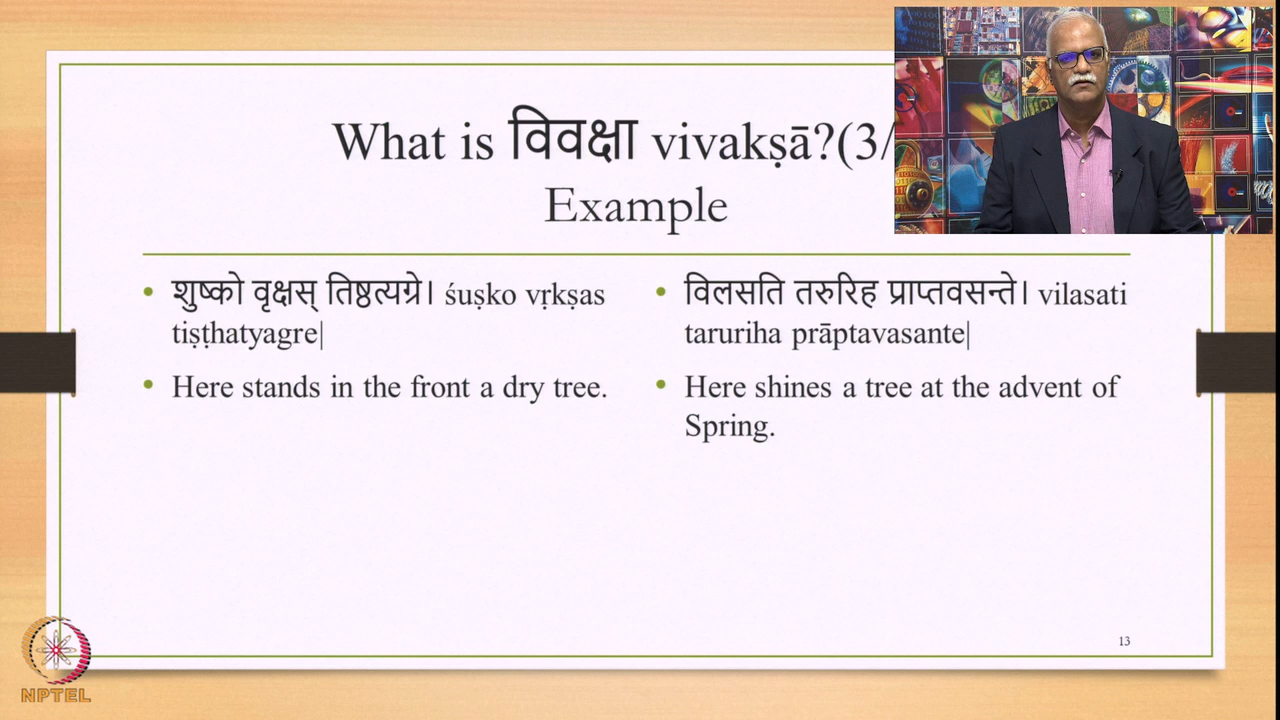 What is विवक्षा vivakṣā?(3/
Example
• शुष्को वृक्षस् तिष्ठत्यग्रे। śuṣko vṛkṣas
tiṣṭhatyagre|
• Here stands in the front a dry tree.
• विलसति तरुरिह प्राप्तवसन्ते। vilasati
taruriha prāptavasante|
• Here shines a tree at the advent of
Spring.
13
NPTEL